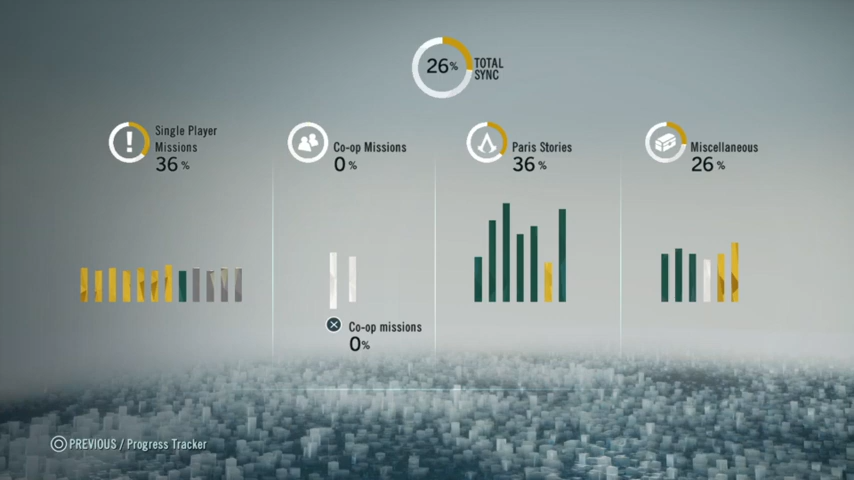 26%
TOTAL
SYNC
Single Player
Missions
36 %
Co-op Missions
0 %
Paris Stories
36 %
Miscellaneous
26 %
Co-op missions
0%
PREVIOUS / Progress Tracker